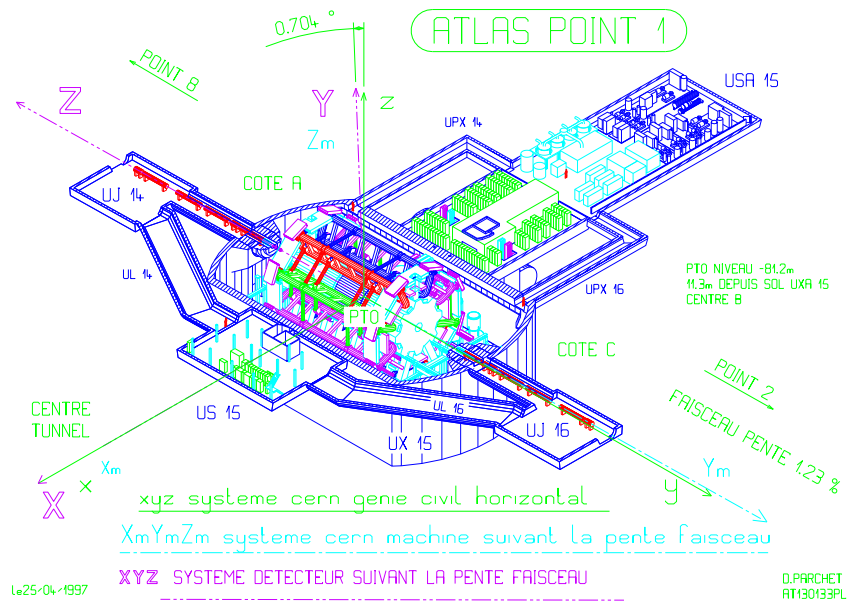 0.704 °
ATLAS POINT 1
POINT 8
Z
Y
z
USA 15
Zm
UPX 14
COTE A
UJ 14
UL 14
PTO NIVEAU -81.2m
11.3m DEPUIS SOL UXA 15
CENTRE B
UPX 16
PTO
COTE C
POINT 2
FAISCEAU PENTE 1.23 %
CENTRE
TUNNEL
US 15
UL 16
UX 15
UJ 16
Xm
X
x
Ym
y
xyz systeme cern genie civil horizontal
XmYmZm systeme cern machine suivant la pente faisceau
XYZ SYSTEME DETECTEUR SUIVANT LA PENTE FAISCEAU
le25/04/1997
D.PARCHET
AT130133PL